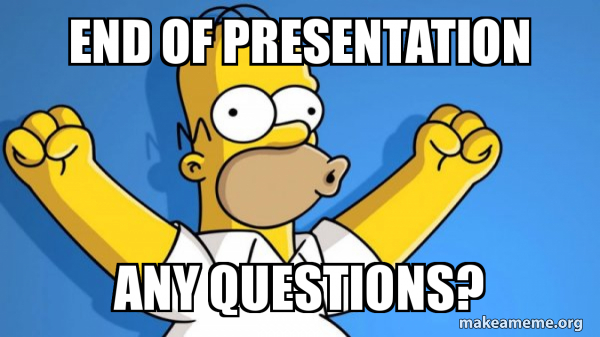 END OF PRESENTATION
ANY QUESTIONS?
makeameme.org